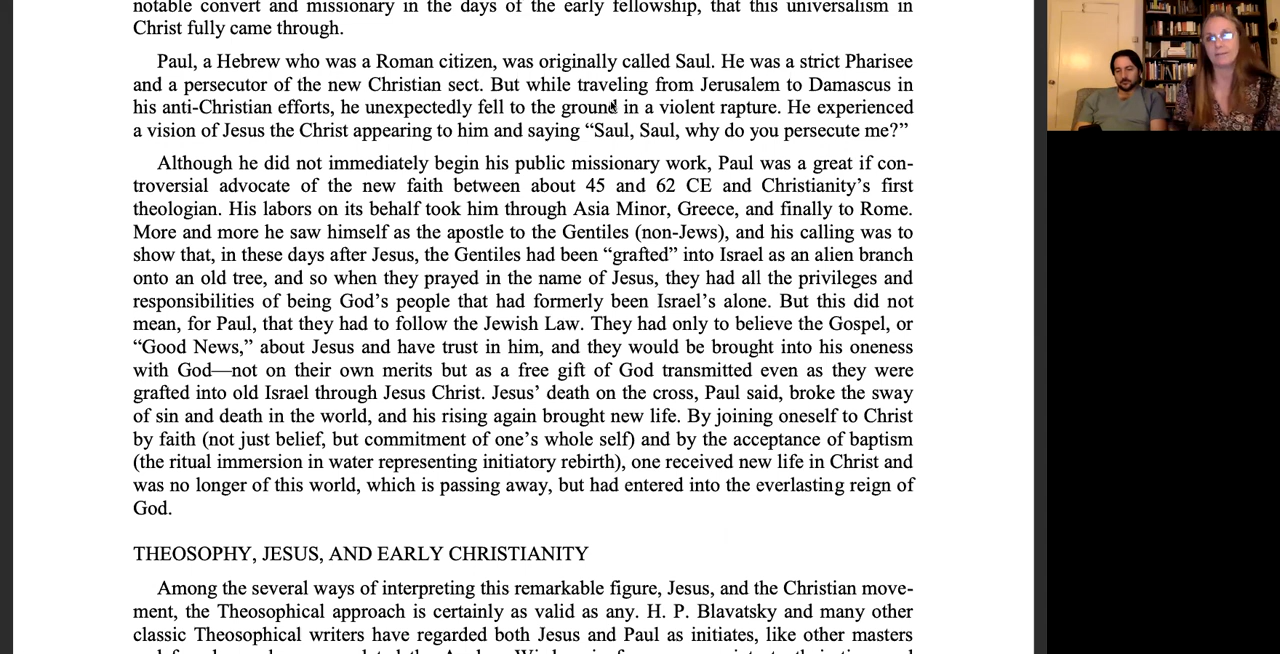 notable convert and missionary in the days of the early fellowship, that this universalism in
Christ fully came through.
Paul, a Hebrew who was a Roman citizen, was originally called Saul. He was a strict Pharisee
and a persecutor of the new Christian sect. But while traveling from Jerusalem to Damascus in
his anti-Christian efforts, he unexpectedly fell to the ground in a violent rapture. He experienced
a vision of Jesus the Christ appearing to him and saying “Saul, Saul, why do you persecute me?”
Although he did not immediately begin his public missionary work, Paul was a great if con-
troversial advocate of the new faith between about 45 and 62 CE and Christianity’s first
theologian. His labors on its behalf took him through Asia Minor, Greece, and finally to Rome.
More and more he saw himself as the apostle to the Gentiles (non-Jews), and his calling was to
show that, in these days after Jesus, the Gentiles had been “grafted” into Israel as an alien branch
onto an old tree, and so when they prayed in the name of Jesus, they had all the privileges and
responsibilities of being God’s people that had formerly been Israel’s alone. But this did not
mean, for Paul, that they had to follow the Jewish Law. They had only to believe the Gospel, or
“Good News,” about Jesus and have trust in him, and they would be brought into his oneness
with God—not on their own merits but as a free gift of God transmitted even as they were
grafted into old Israel through Jesus Christ. Jesus’ death on the cross, Paul said, broke the sway
of sin and death in the world, and his rising again brought new life. By joining oneself to Christ
by faith (not just belief, but commitment of one’s whole self) and by the acceptance of baptism
(the ritual immersion in water representing initiatory rebirth), one received new life in Christ and
was no longer of this world, which is passing away, but had entered into the everlasting reign of
God.
THEOSOPHY, JESUS, AND EARLY CHRISTIANITY
Among the several ways of interpreting this remarkable figure, Jesus, and the Christian move-
ment, the Theosophical approach is certainly as valid as any. H. P. Blavatsky and many other
classic Theosophical writers have regarded both Jesus and Paul as initiates, like other masters